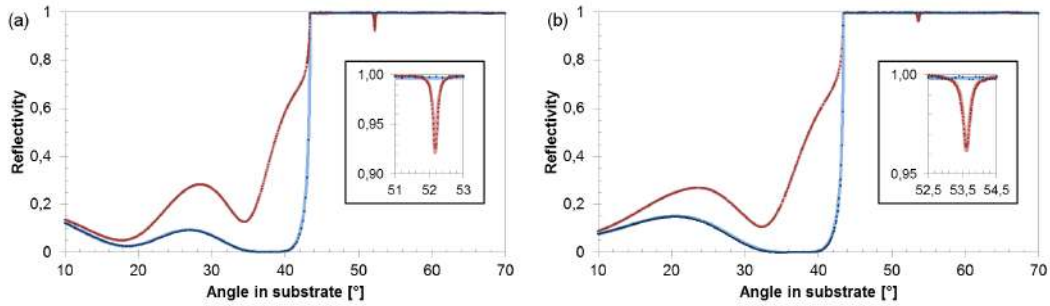 (a)
Reflectivity
1
0,8
0,6
0,4
0,2
0
1,00
0,95
0,90
51 52 53
10 20 30 40 50 60 70
Angle in substrate [°]
(b)
Reflectivity
1
0,8
0,6
0,4
0,2
0
1,00
0,95
52,5 53,5 54,5
10 20 30 40 50 60 70
Angle in substrate [°]